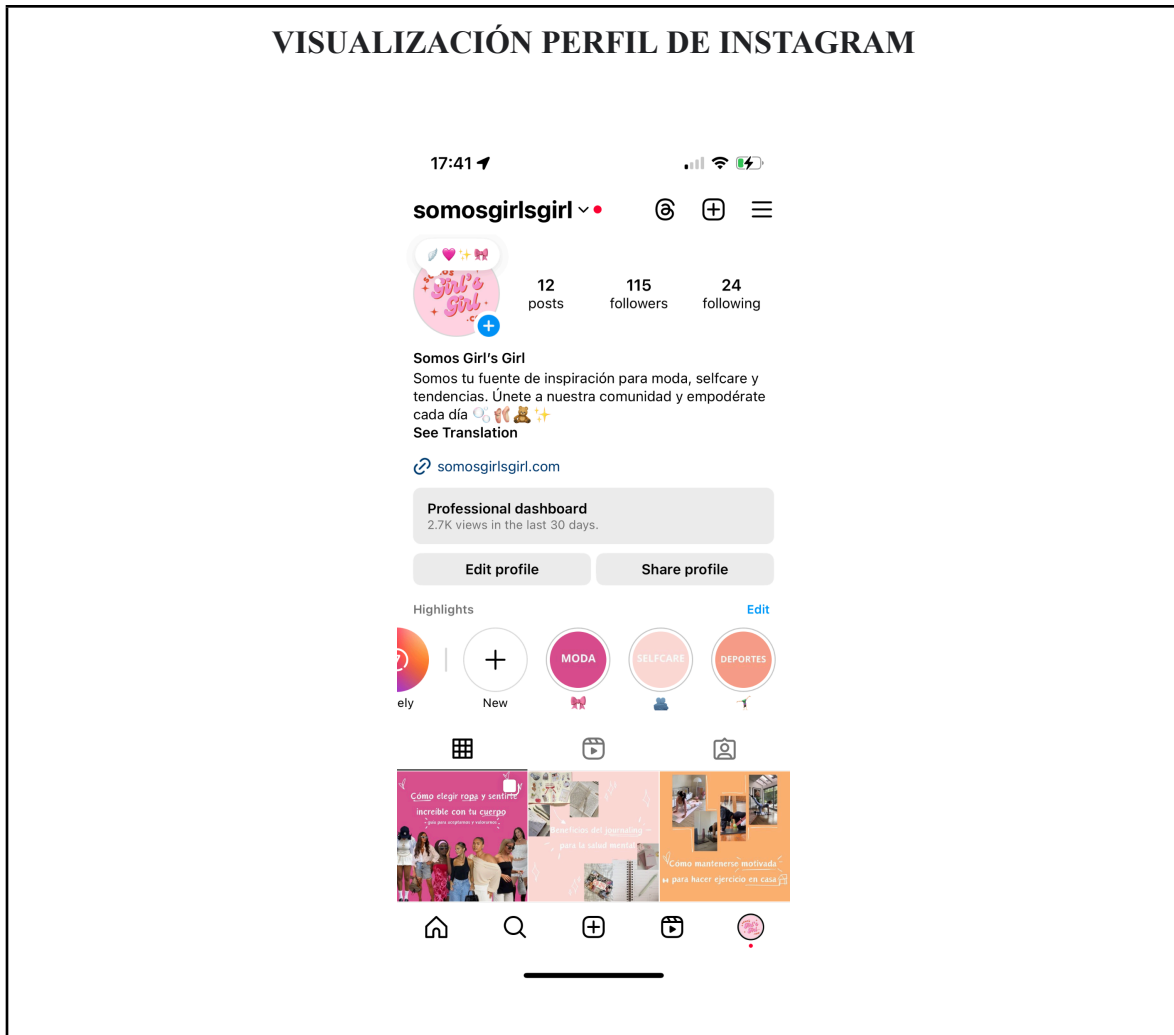 VISUALIZACIÓN PERFIL DE INSTAGRAM
17:41
somosgirlsgirl
SOMOS
Girl's
Girl
12
posts
115
followers
24
following
Somos Girl's Girl
Somos tu fuente de inspiración para moda, selfcare y
tendencias. Únete a nuestra comunidad y empodérate
cada día
See Translation
somosgirlsgirl.com
Professional dashboard
2.7K views in the last 30 days.
Edit profile
Share profile
Highlights
Edit
MODA
SELFCARE
DEPORTES
ely
New
Cómo elegir ropa y sentirte
increible con tu cuerpo
Beneficios del journaling
para la salud mental
Cómo mantenerse motivada
para hacer ejercicio en casa